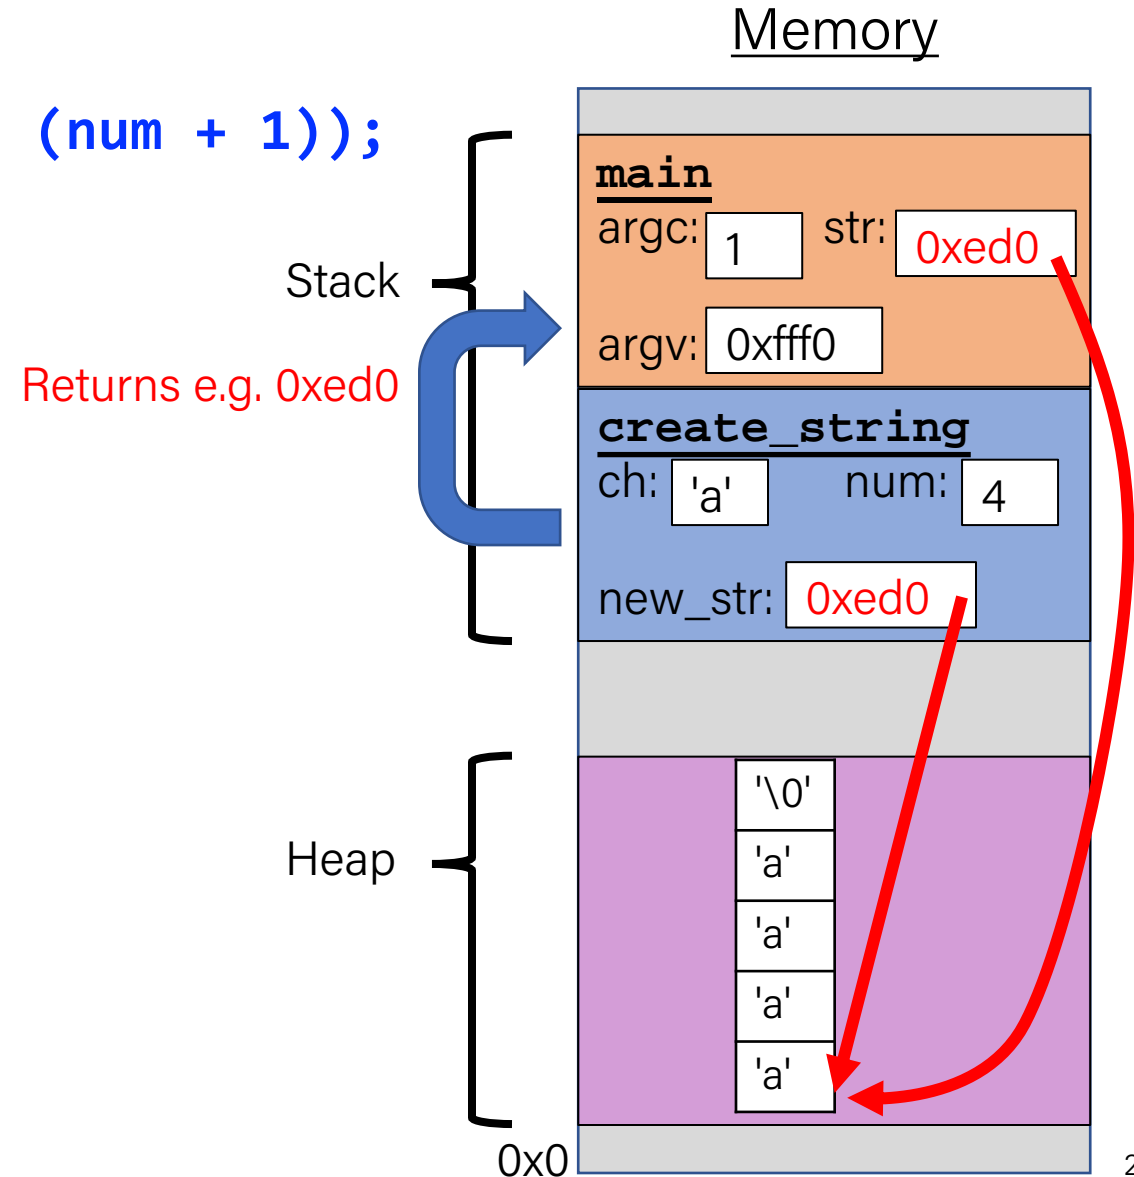 Memory
(num + 1));
main
argc: 1 str: 0xed0
Stack
argv: 0xfff0
Returns e.g. 0xed0
create_string
ch: 'a' num: 4
new_str: 0xed0
'\0'
'a'
Heap
'a'
'a'
'a'
0x0
2